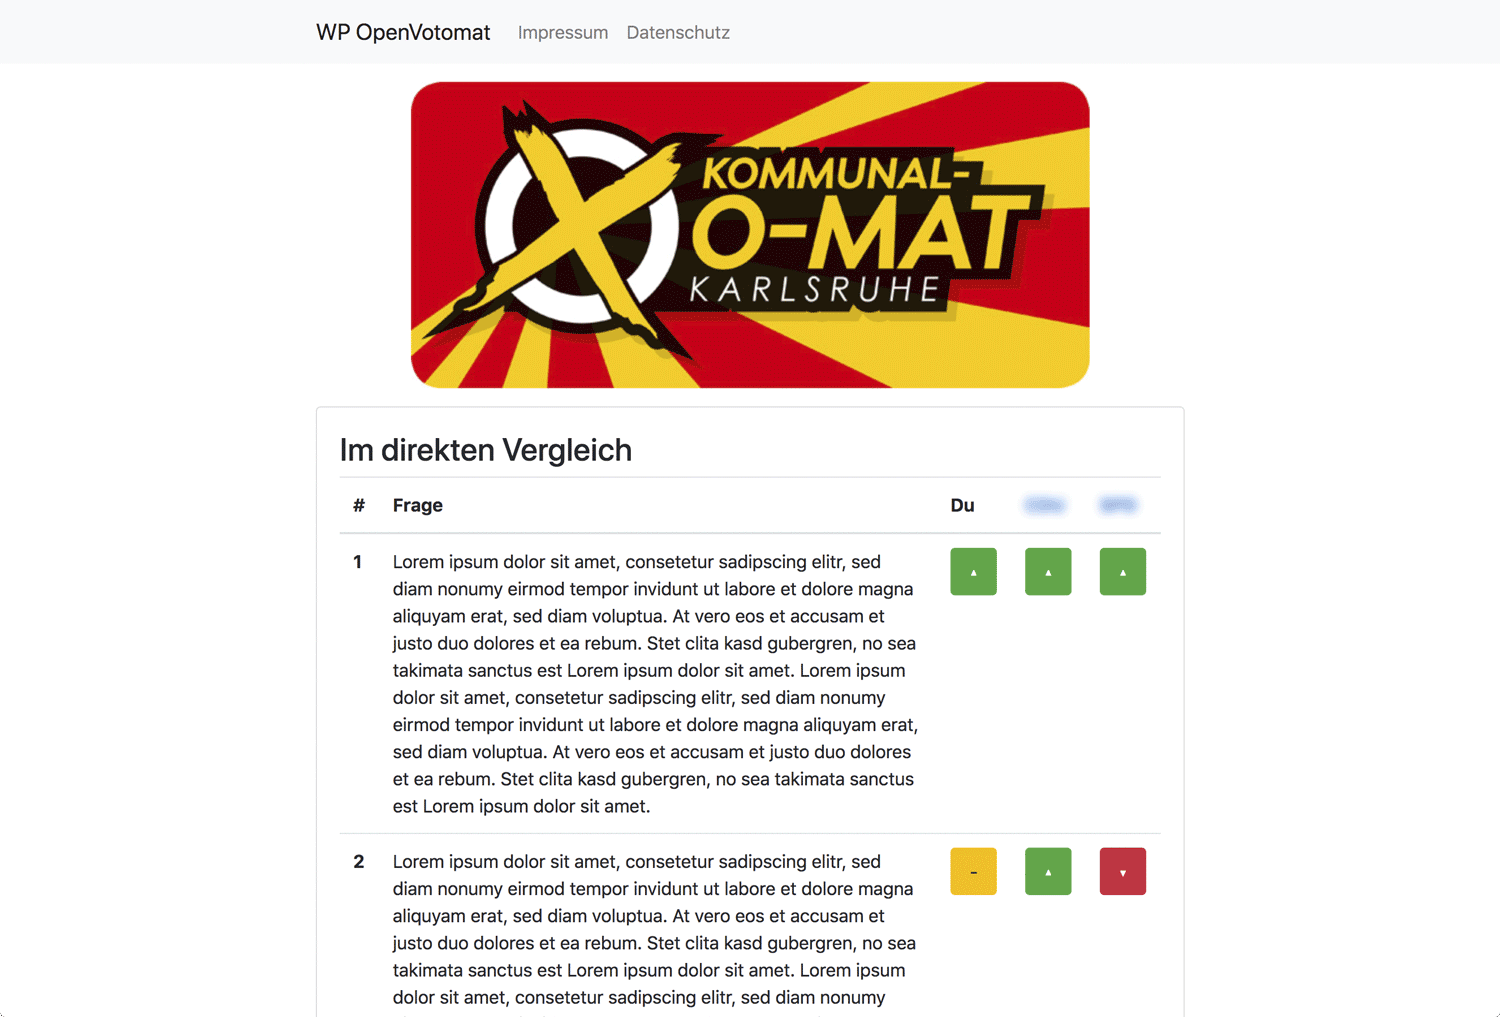 WP OpenVotomat Impressum Datenschutz
KOMMUNAL-
O-MAT
KARLSRUHE
Im direkten Vergleich
# Frage Du
1 Lorem ipsum dolor sit amet, consetetur sadipscing elitr, sed
diam nonumy eirmod tempor invidunt ut labore et dolore magna
aliquyam erat, sed diam voluptua. At vero eos et accusam et
justo duo dolores et ea rebum. Stet clita kasd gubergren, no sea
takimata sanctus est Lorem ipsum dolor sit amet. Lorem ipsum
dolor sit amet, consetetur sadipscing elitr, sed diam nonumy
eirmod tempor invidunt ut labore et dolore magna aliquyam erat,
sed diam voluptua. At vero eos et accusam et justo duo dolores
et ea rebum. Stet clita kasd gubergren, no sea takimata sanctus
est Lorem ipsum dolor sit amet.
2 Lorem ipsum dolor sit amet, consetetur sadipscing elitr, sed
diam nonumy eirmod tempor invidunt ut labore et dolore magna
aliquyam erat, sed diam voluptua. At vero eos et accusam et
justo duo dolores et ea rebum. Stet clita kasd gubergren, no sea
takimata sanctus est Lorem ipsum dolor sit amet. Lorem ipsum
dolor sit amet, consetetur sadipscing elitr, sed diam nonumy